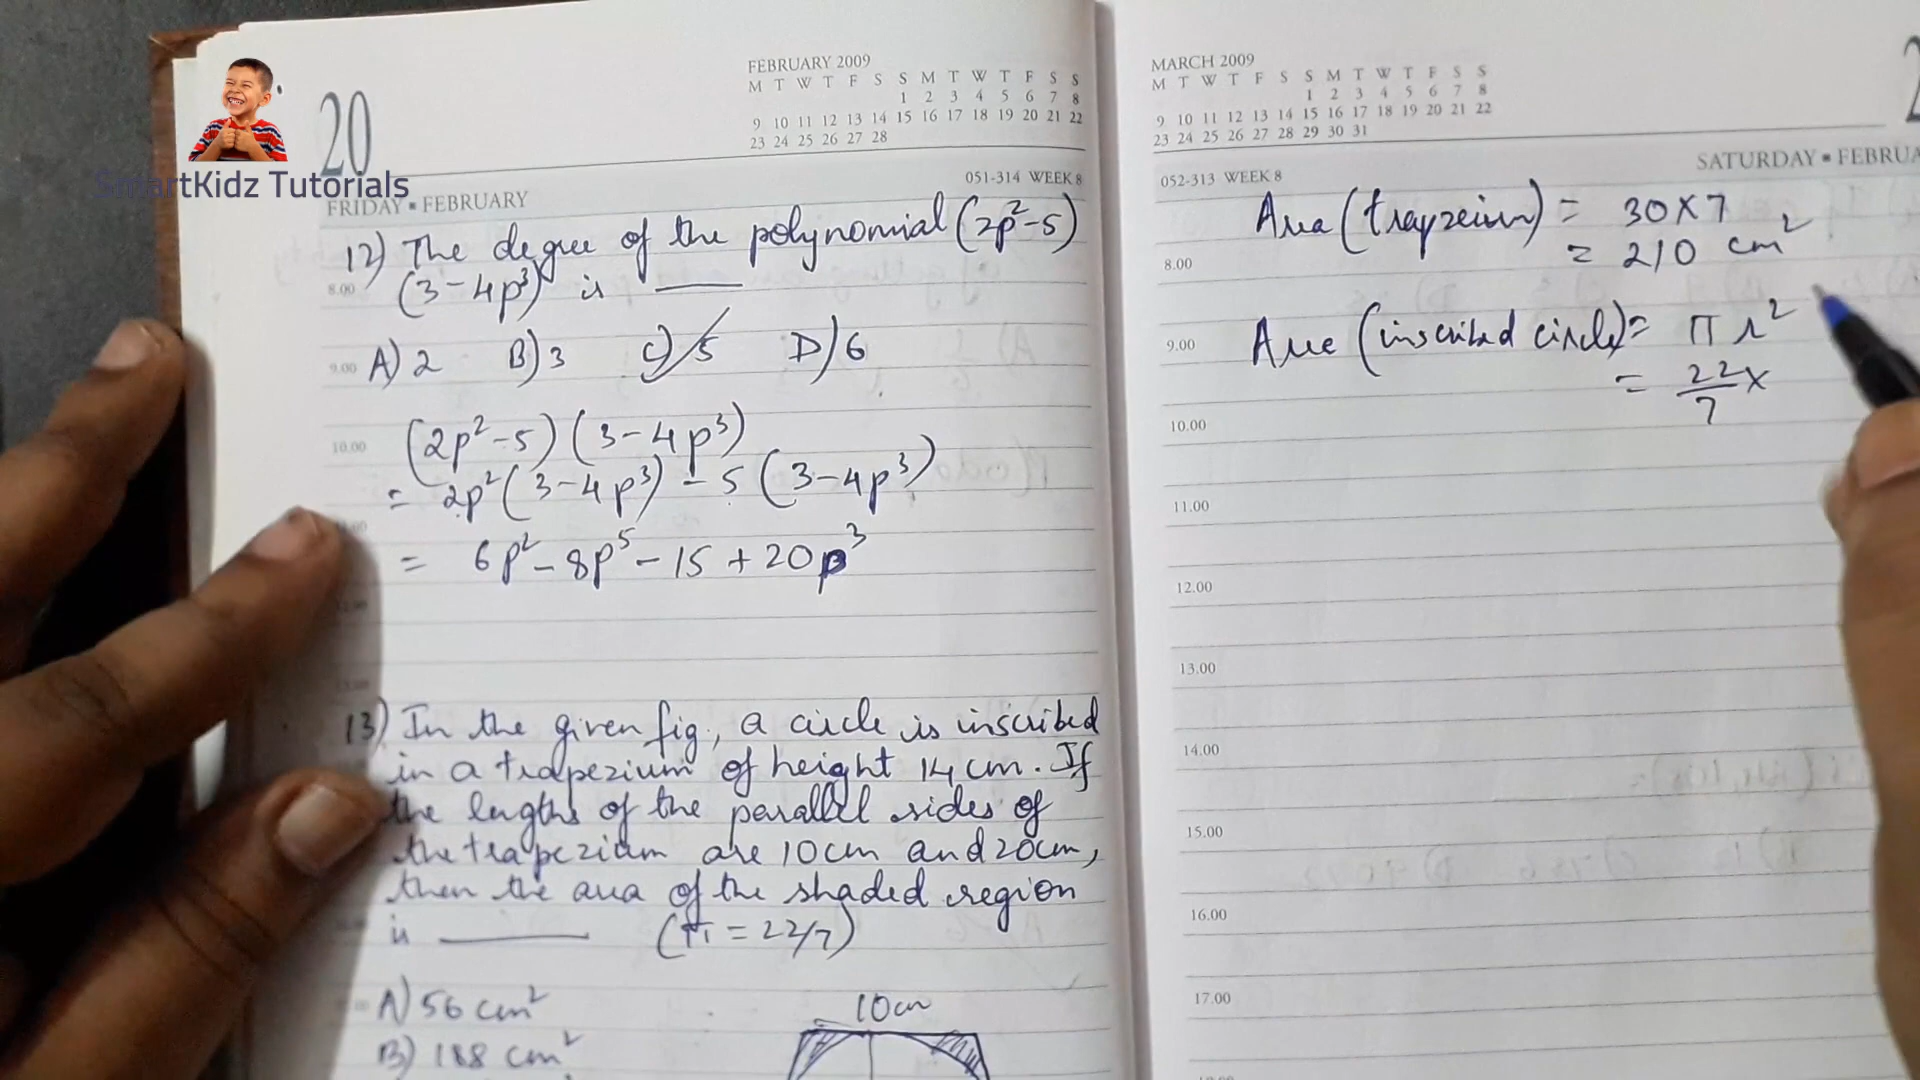 SmartKidz Tutorials
20
FEBRUARY 2009
M T W T F S S M T W T F S S
1 2 3 4 5 6 7 8
9 10 11 12 13 14 15 16 17 18 19 20 21 22
23 24 25 26 27 28
051-314 WEEK 8
FRIDAY ▪ FEBRUARY
12) The degree of the polynomial (2p²-5)
8.00
(3-4p³) is ____
9.00
A) 2 B) 3 C) 5 D) 6
(2p²-5)(3-4p³)
10.00
= 2p²(3-4p³) - 5(3-4p³)
= 6p² - 8p⁵ - 15 + 20p³
13) In the given fig, a circle is inscribed
in a trapezium of height 14 cm. If
the lengths of the parallel sides of
the trapezium are 10cm and 20cm,
then the area of the shaded region
is ____ (π = 22/7)
A) 56 cm²
10cm
B) 188 cm²
MARCH 2009
M T W T F S S M T W T F S S
1 2 3 4 5 6 7 8
9 10 11 12 13 14 15 16 17 18 19 20 21 22
23 24 25 26 27 28 29 30 31
SATURDAY ▪ FEBRUA
052-313 WEEK 8
Area (trapzeium) = 30 x 7
= 210 cm²
8.00
Area (inscribed circle) = π r²
9.00
= 22/7 x
10.00
11.00
12.00
13.00
14.00
15.00
16.00
17.00